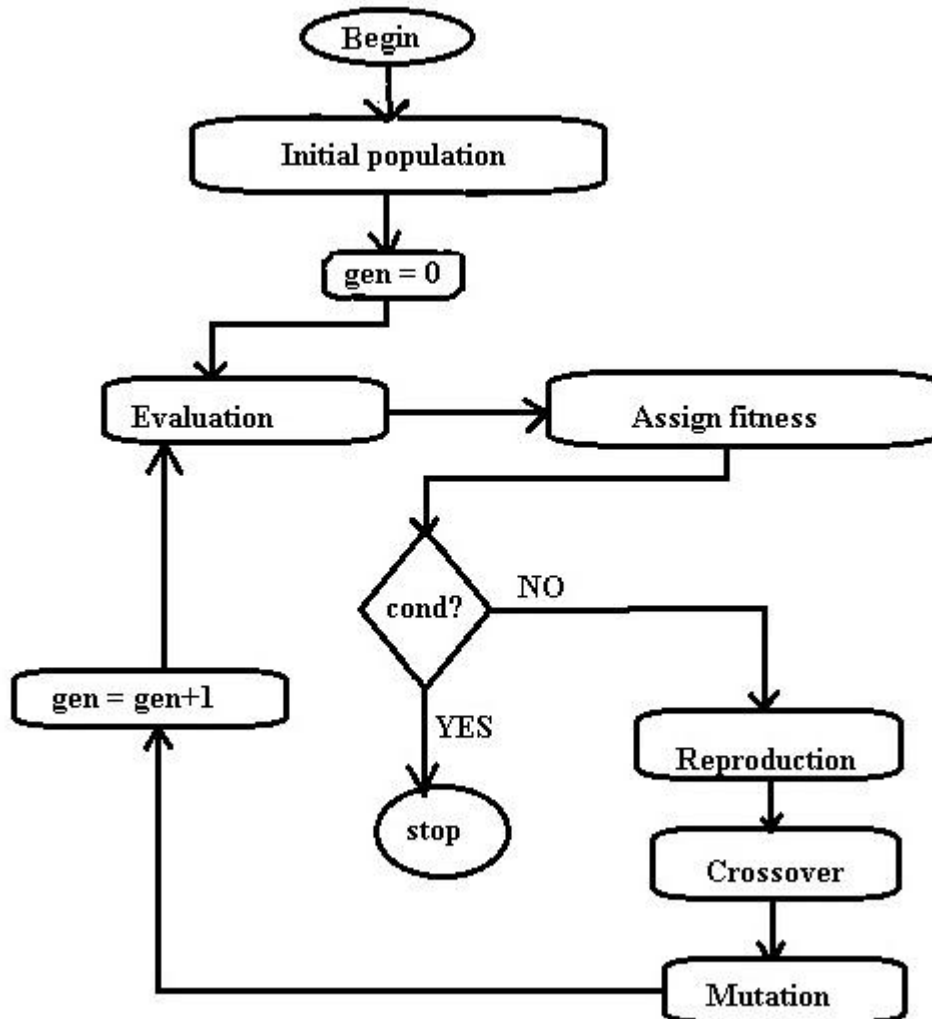 Begin
Initial population
gen = 0
Evaluation
Assign fitness
cond?
NO
YES
gen = gen+1
Reproduction
stop
Crossover
Mutation